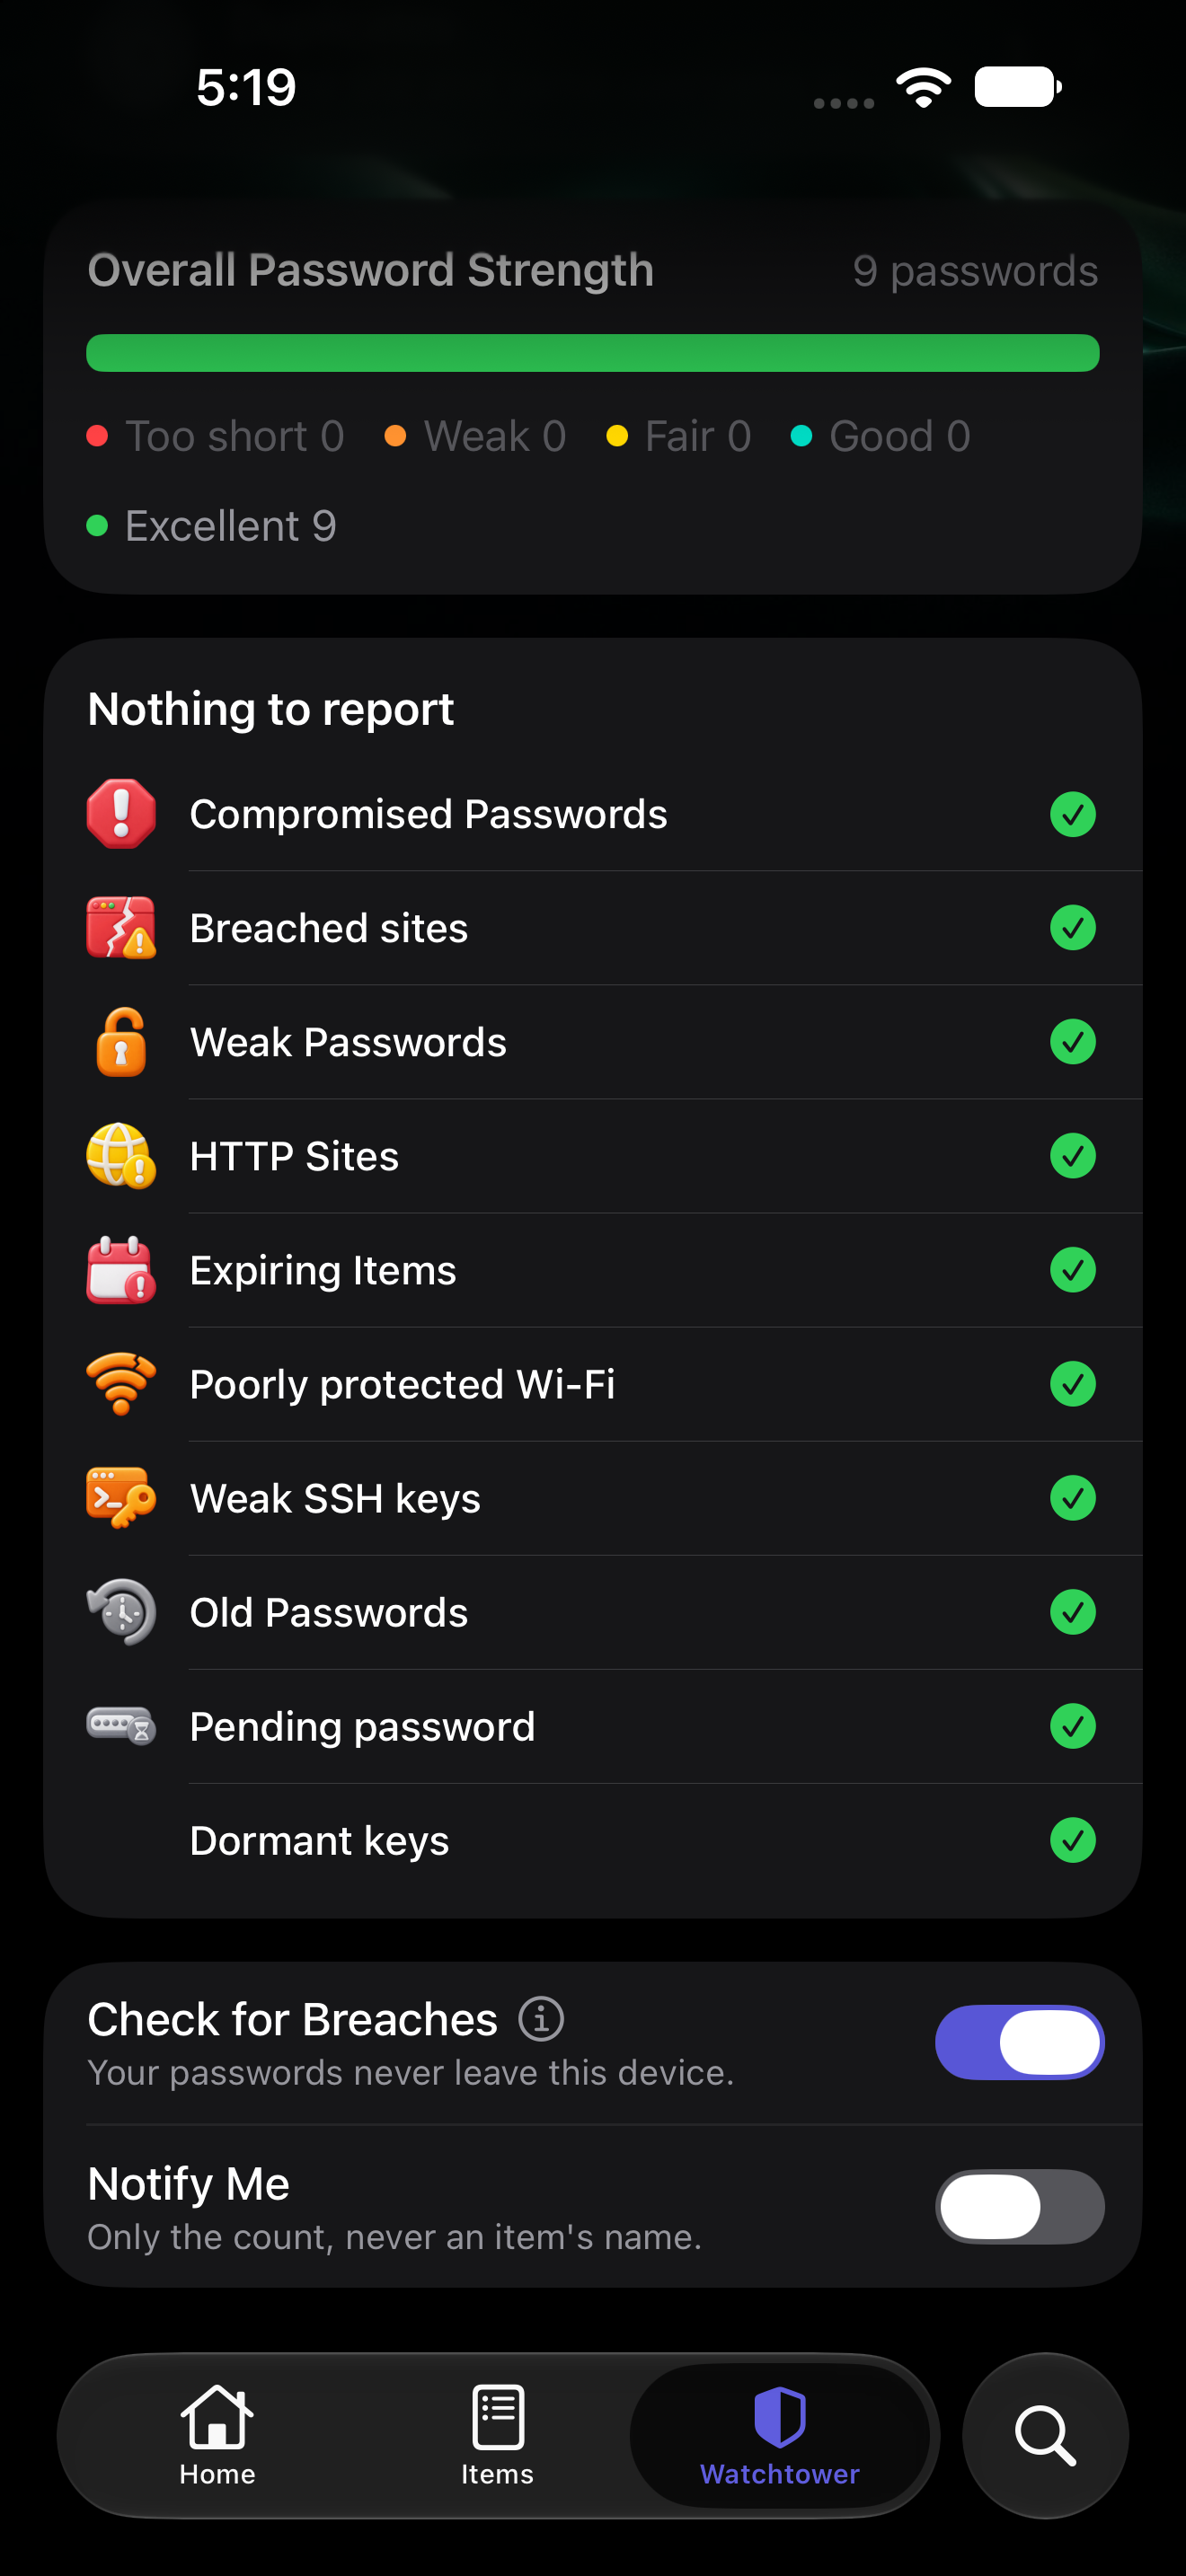 5:19
Overall Password Strength 9 passwords
Too short 0 Weak 0 Fair 0 Good 0
Excellent 9
Nothing to report
Compromised Passwords
Breached sites
Weak Passwords
HTTP Sites
Expiring Items
Poorly protected Wi-Fi
Weak SSH keys
Old Passwords
Pending password
Dormant keys
Check for Breaches
Your passwords never leave this device.
Notify Me
Only the count, never an item's name.
Home Items Watchtower